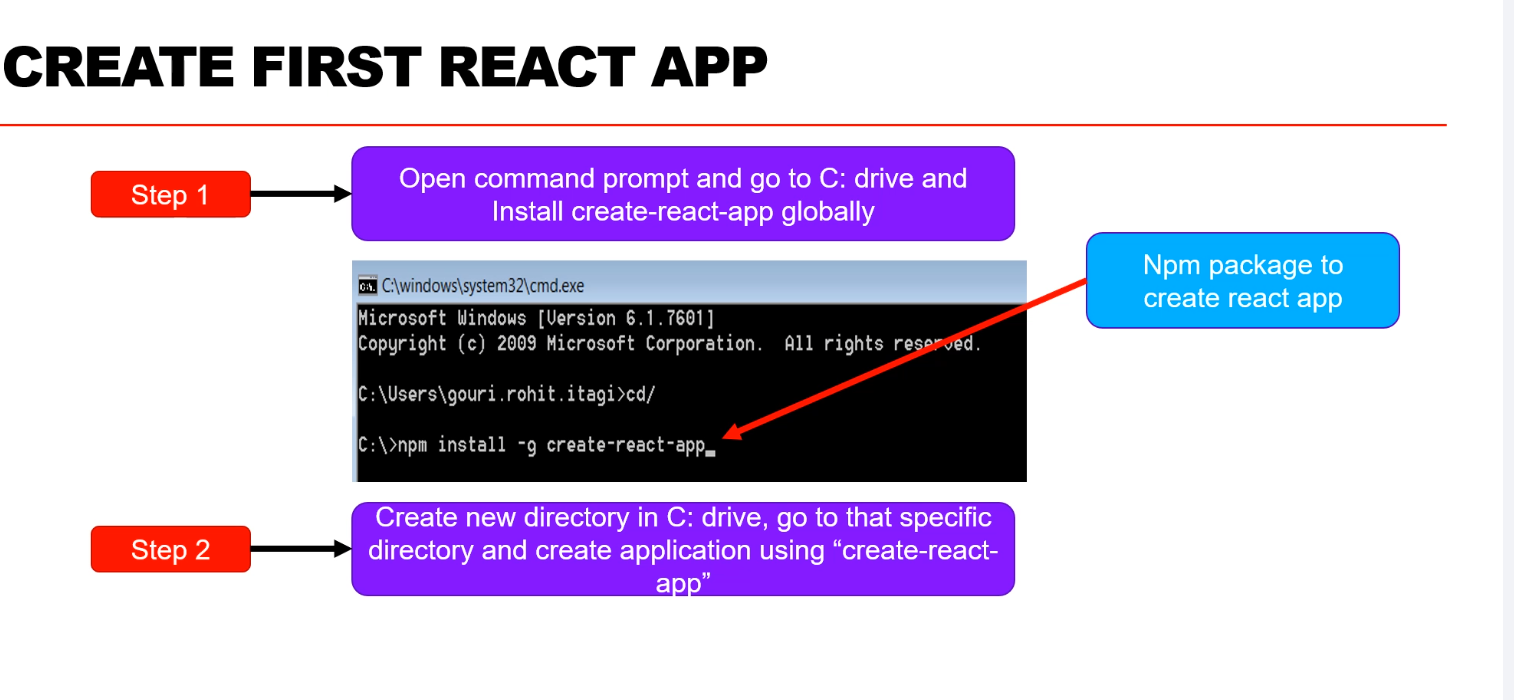 CREATE FIRST REACT APP
Step 1
Open command prompt and go to C: drive and
Install create-react-app globally
Npm package to
create react app
C:\windows\system32\cmd.exe
Microsoft Windows [Version 6.1.7601]
Copyright (c) 2009 Microsoft Corporation.  All rights reserved.
C:\Users\gouri.rohit.itagi>cd/
C:\>npm install -g create-react-app_
Step 2
Create new directory in C: drive, go to that specific
directory and create application using “create-react-
app”